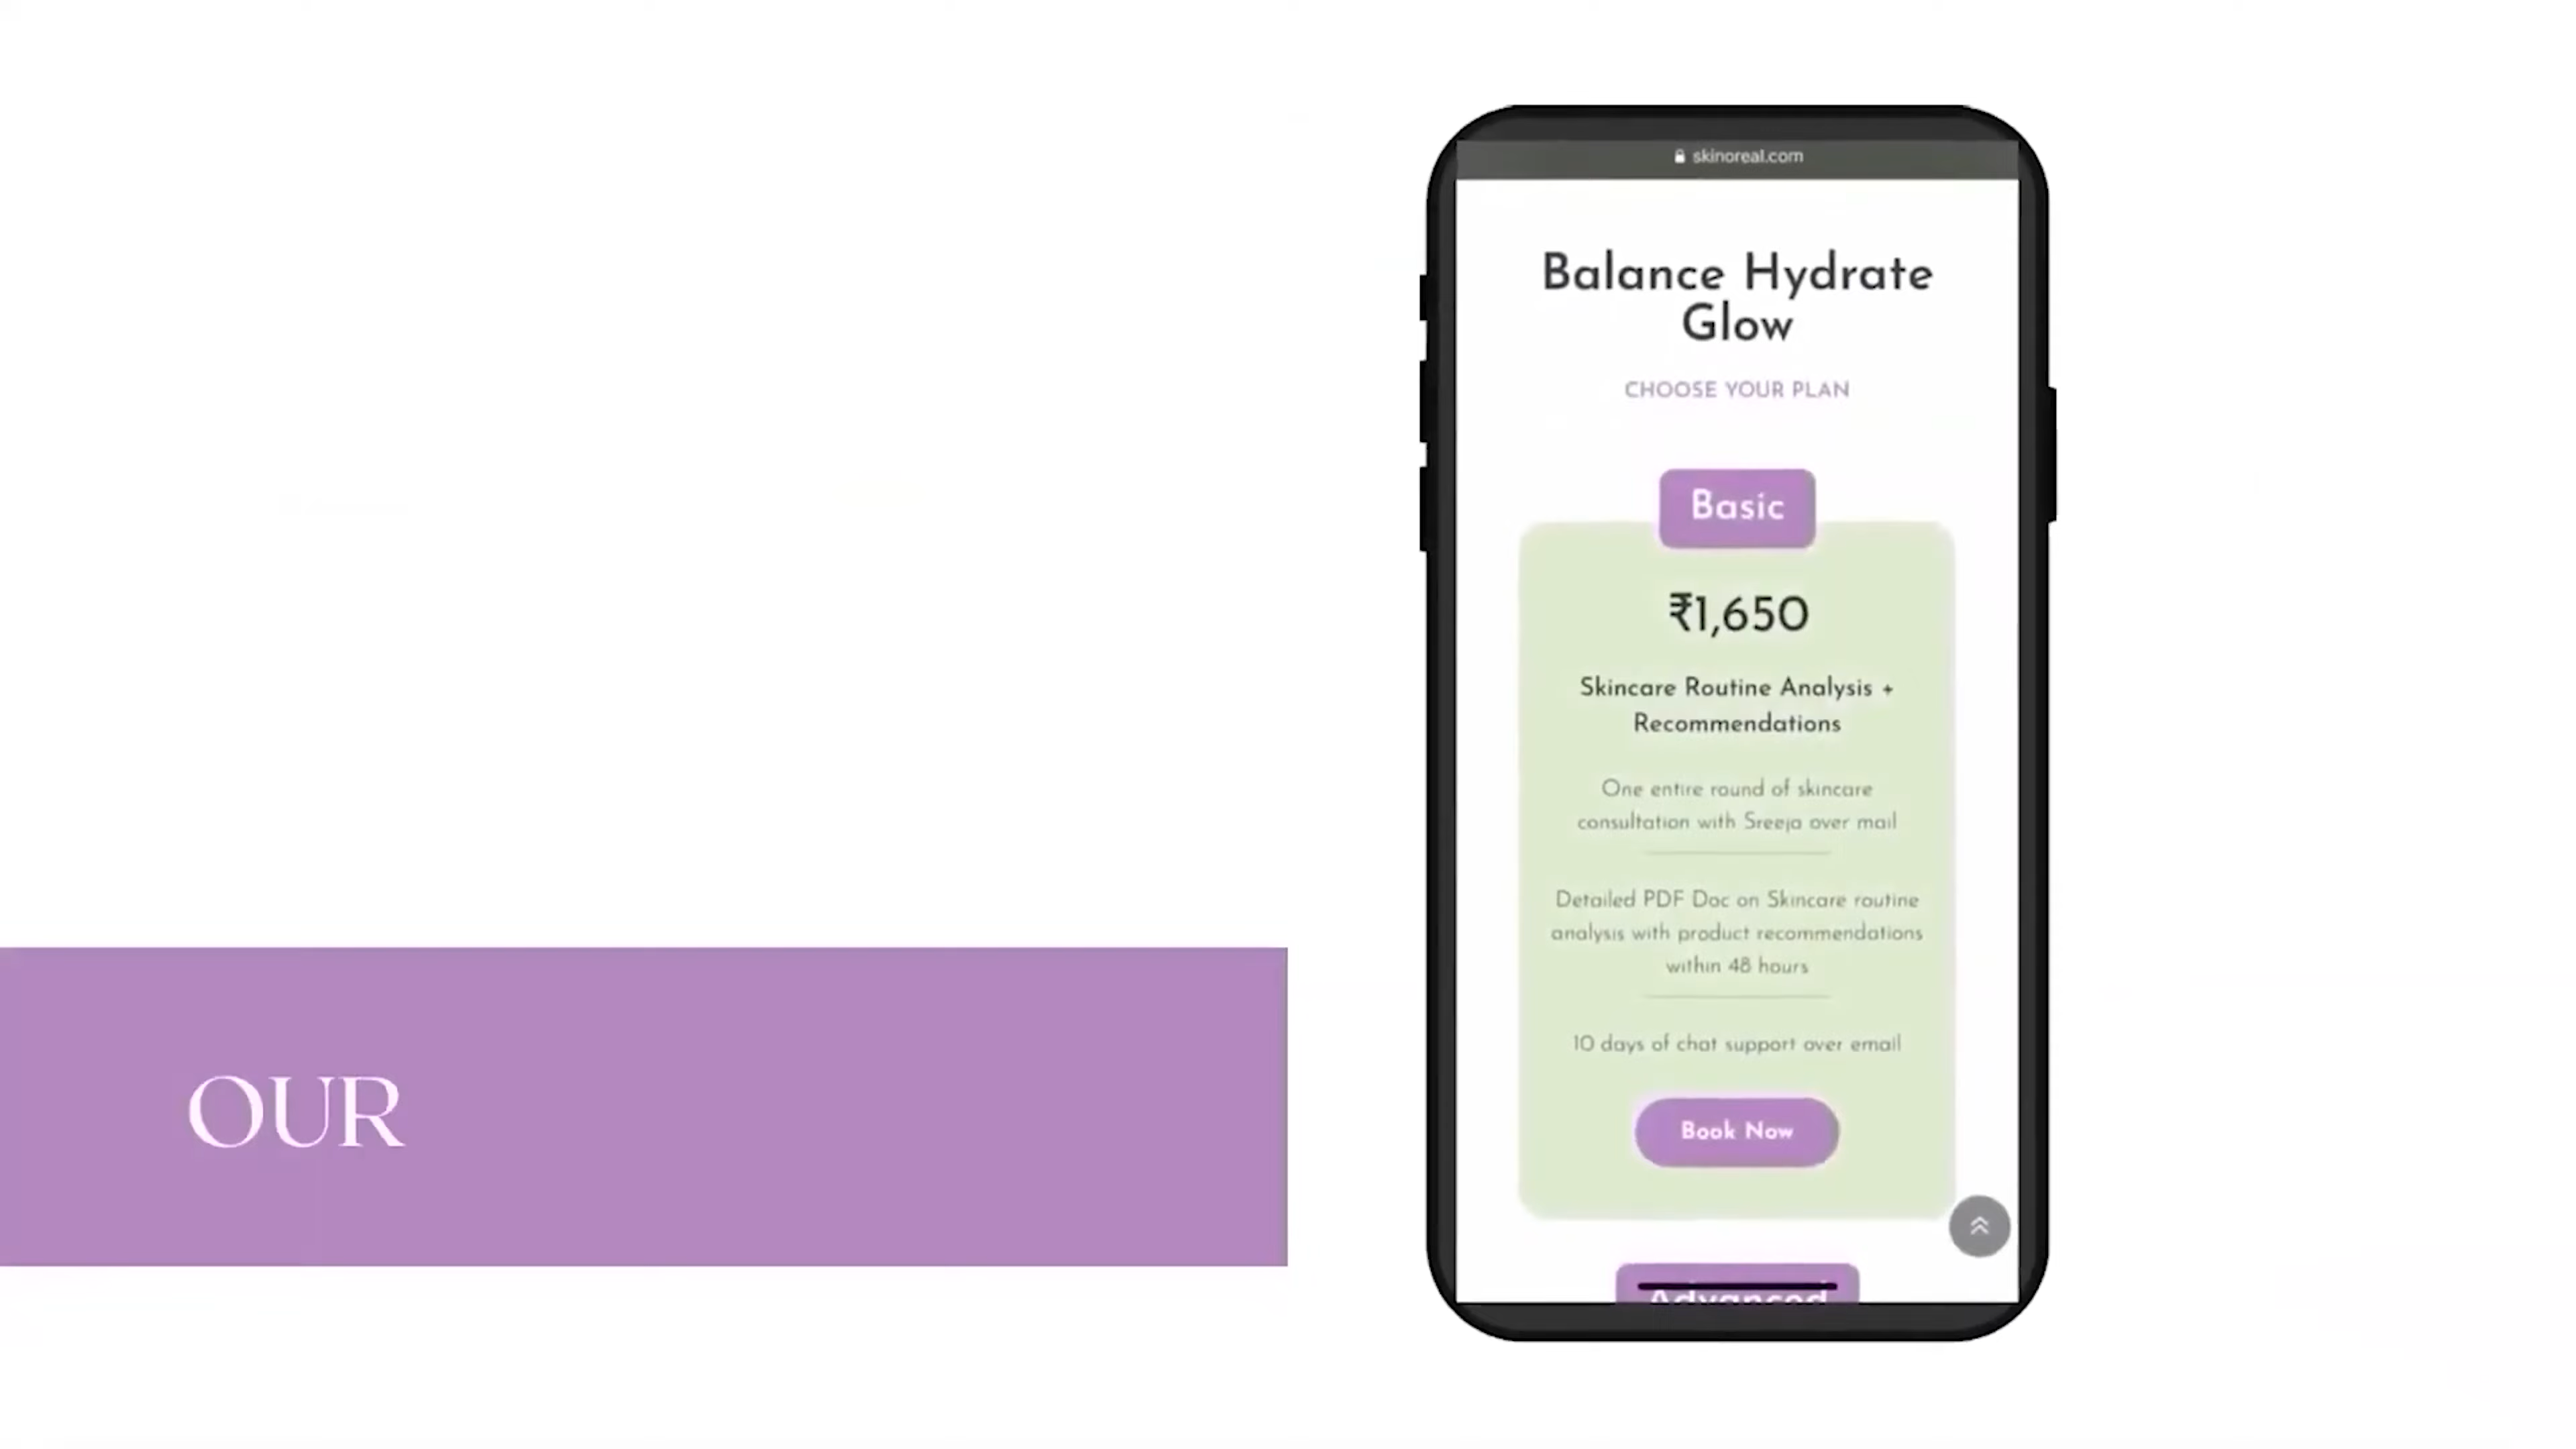 skinoreal.com
Balance Hydrate
Glow
CHOOSE YOUR PLAN
Basic
₹1,650
Skincare Routine Analysis +
Recommendations
One entire round of skincare
consultation with Sreeja over mail
Detailed PDF Doc on Skincare routine
analysis with product recommendations
within 48 hours
10 days of chat support over email
Book Now
Advanced
OUR